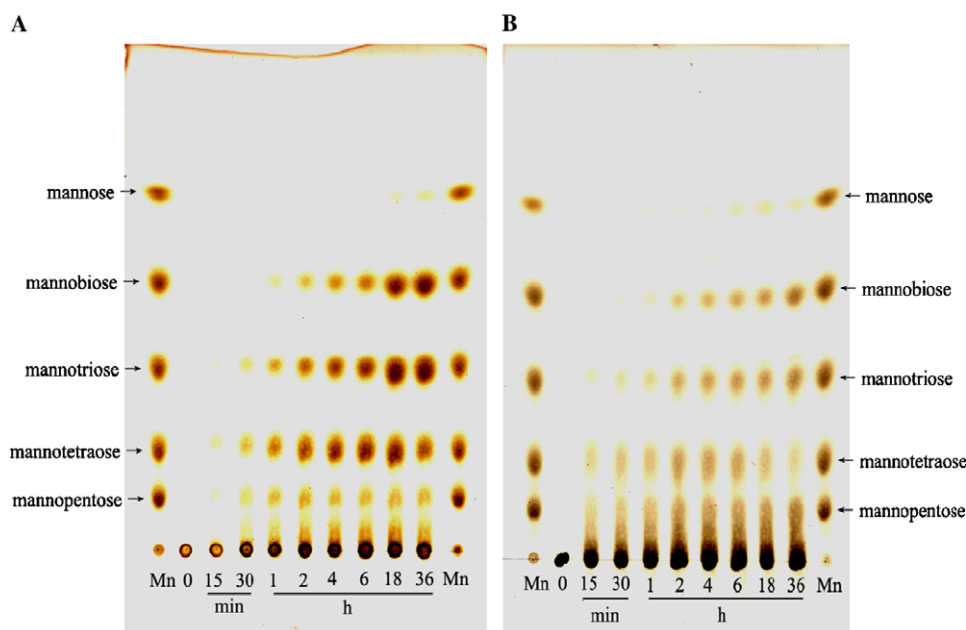 A
B
mannose
mannobiose
mannotriose
mannotetraose
mannopentose
Mn 0 15 30 1 2 4 6 18 36 Mn
min h
mannose
mannobiose
mannotriose
mannotetraose
mannopentose
Mn 0 15 30 1 2 4 6 18 36 Mn
min h